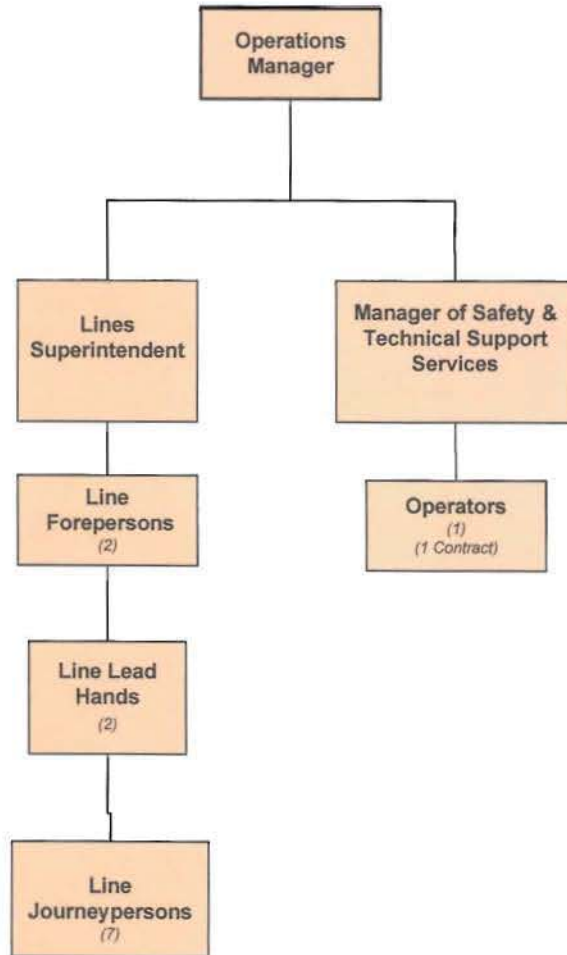 Operations
Manager
Lines
Superintendent
Manager of Safety &
Technical Support
Services
Line
Forepersons
(2)
Operators
(1)
(1 Contract)
Line Lead
Hands
(2)
Line
Journeypersons
(7)